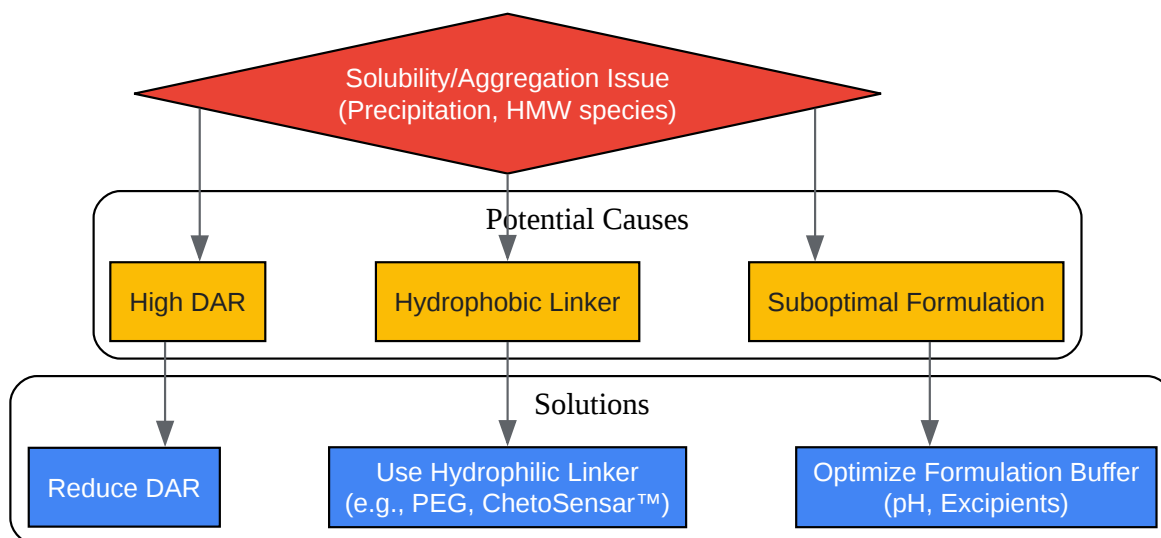 Solubility/Aggregation Issue
(Precipitation, HMW species)
Potential Causes
High DAR
Hydrophobic Linker
Suboptimal Formulation
Solutions
Reduce DAR
Use Hydrophilic Linker
(e.g., PEG, ChetoSensar™)
Optimize Formulation Buffer
(pH, Excipients)